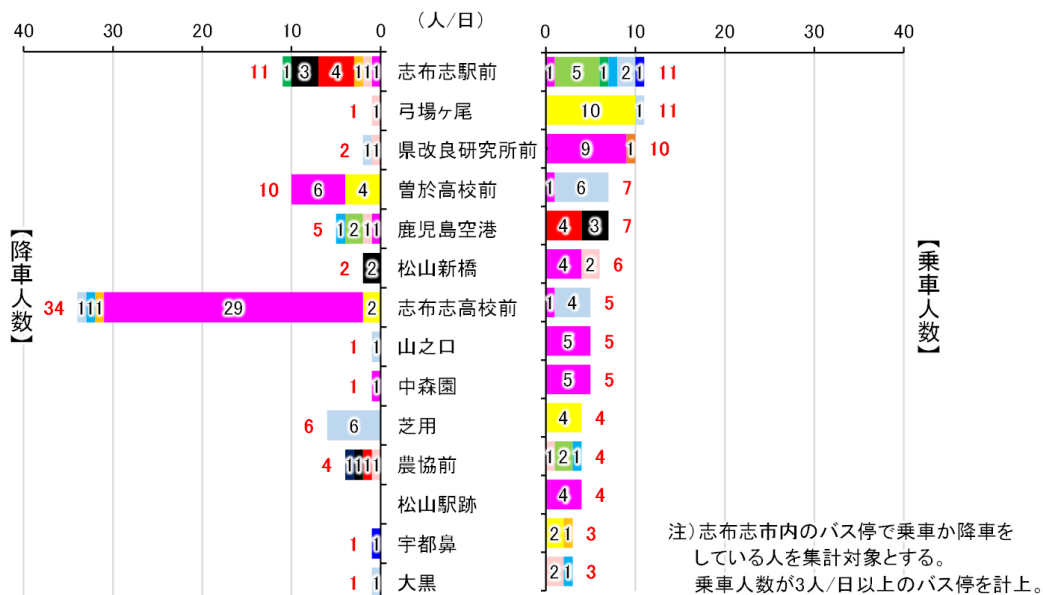 （人/日）
40 30 20 10 0 0 10 20 30 40
11 1 3 4 1 1 1 志布志駅前 1 5 1 2 1 11
1 1 弓場ヶ尾 10 1 11
2 1 1 県改良研究所前 9 1 10
10 6 4 曽於高校前 1 6 7
5 1 2 1 1 鹿児島空港 4 3 7
2 2 松山新橋 4 2 6
34 1 1 1 29 2 志布志高校前 1 4 5
1 1 山之口 5 5
1 1 中森園 5 5
6 6 芝用 4 4
4 1 1 1 1 農協前 1 2 1 4
松山駅跡 4 4
1 1 宇都鼻 2 1 3
1 1 大黒 2 1 3
【降車人数】
【乗車人数】
注）志布志市内のバス停で乗車か降車を
している人を集計対象とする。
乗車人数が3人/日以上のバス停を計上。